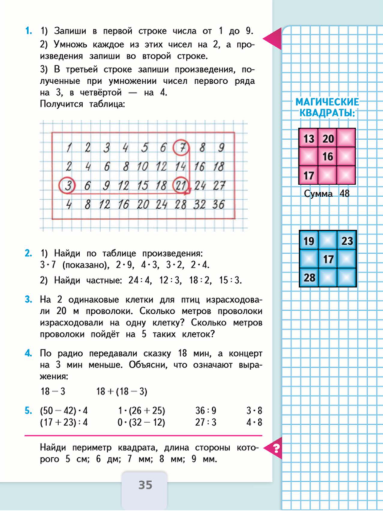 1. 1) Запиши в первой строке числа от 1 до 9.
2) Умножь каждое из этих чисел на 2, а про-
изведения запиши во второй строке.
3) В третьей строке запиши произведения, по-
лученные при умножении чисел первого ряда
на 3, в четвёртой — на 4.
Получится таблица:
1 2 3 4 5 6 7 8 9
2 4 6 8 10 12 14 16 18
3 6 9 12 15 18 21 24 27
4 8 12 16 20 24 28 32 36
2. 1) Найди по таблице произведения:
3·7 (показано), 2·9, 4·3, 3·2, 2·4.
2) Найди частные: 24:4, 12:3, 18:2, 15:3.
3. На 2 одинаковые клетки для птиц израсходова-
ли 20 м проволоки. Сколько метров проволоки
израсходовали на одну клетку? Сколько метров
проволоки пойдёт на 5 таких клеток?
4. По радио передавали сказку 18 мин, а концерт
на 3 мин меньше. Объясни, что означают выра-
жения:
18 − 3 18 + (18 − 3)
5. (50 − 42) · 4 1 · (26 + 25) 36 : 9 3 · 8
(17 + 23) : 4 0 · (32 − 12) 27 : 3 4 · 8
Найди периметр квадрата, длина стороны кото-
рого 5 см; 6 дм; 7 мм; 8 мм; 9 мм.
?
35
МАГИЧЕСКИЕ
КВАДРАТЫ:
13 20
16
17
Сумма 48
19 23
17
28